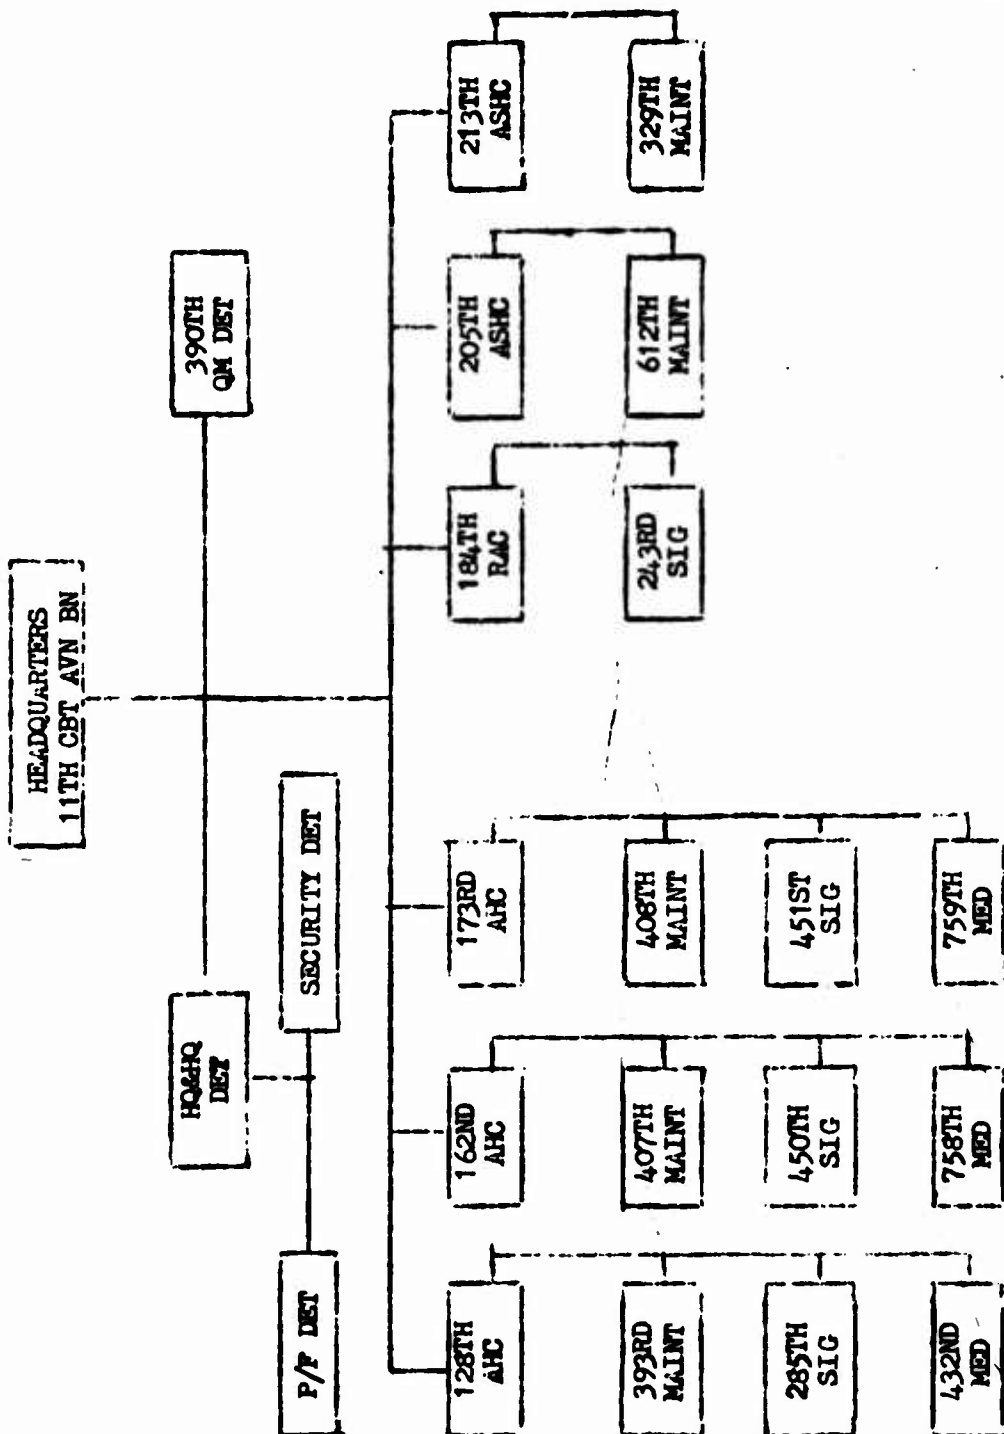 HEADQUARTERS
11TH CBT AVN BN
HQ&HQ
DET
390TH
QM DET
P/F DET
SECURITY DET
128TH
AHC
162ND
AHC
173RD
AHC
184TH
RAC
205TH
ASHC
213TH
ASHC
393RD
MAINT
407TH
MAINT
408TH
MAINT
243RD
SIG
612TH
MAINT
329TH
MAINT
285TH
SIG
450TH
SIG
451ST
SIG
432ND
MED
758TH
MED
759TH
MED